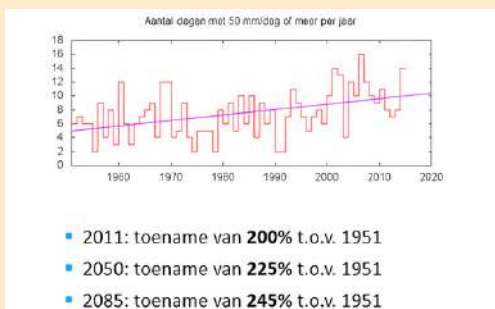 Aantal dagen met 50 mm/dag of meer per jaar
18
16
14
12
10
8
6
4
2
0
1960 1970 1980 1990 2000 2010 2020
▪ 2011: toename van 200% t.o.v. 1951
▪ 2050: toename van 225% t.o.v. 1951
▪ 2085: toename van 245% t.o.v. 1951